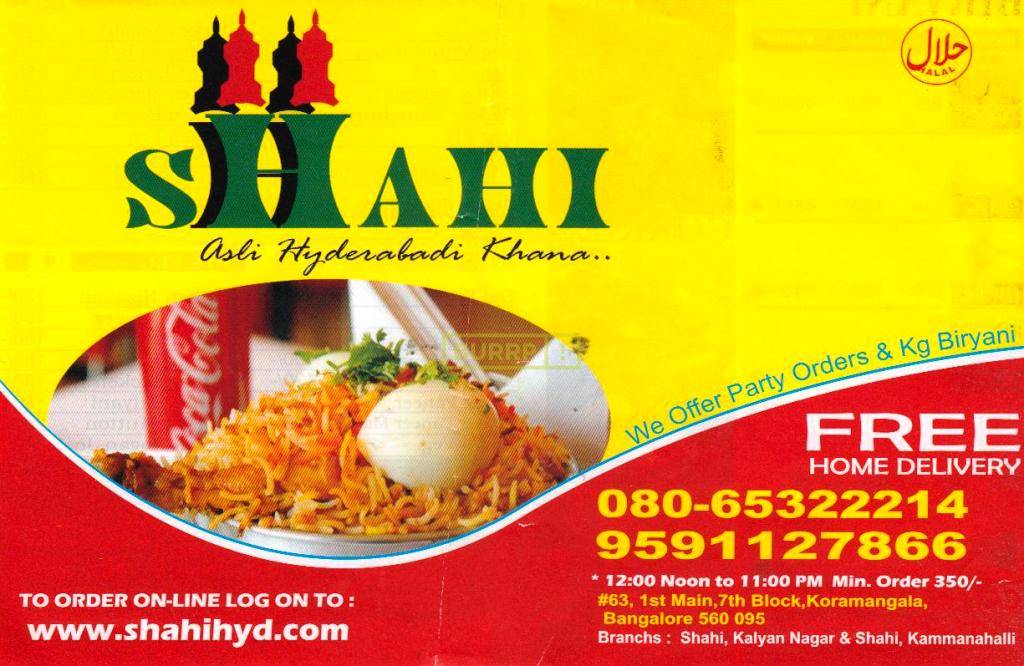 حلال
HALAL
SHAHI
Asli Hyderabadi Khana..
Coca-Cola
We Offer Party Orders & Kg Biryani
FREE
HOME DELIVERY
080-65322214
9591127866
* 12:00 Noon to 11:00 PM Min. Order 350/-
#63, 1st Main,7th Block,Koramangala,
Bangalore 560 095
Branchs : Shahi, Kalyan Nagar & Shahi, Kammanahalli
TO ORDER ON-LINE LOG ON TO :
www.shahihyd.com